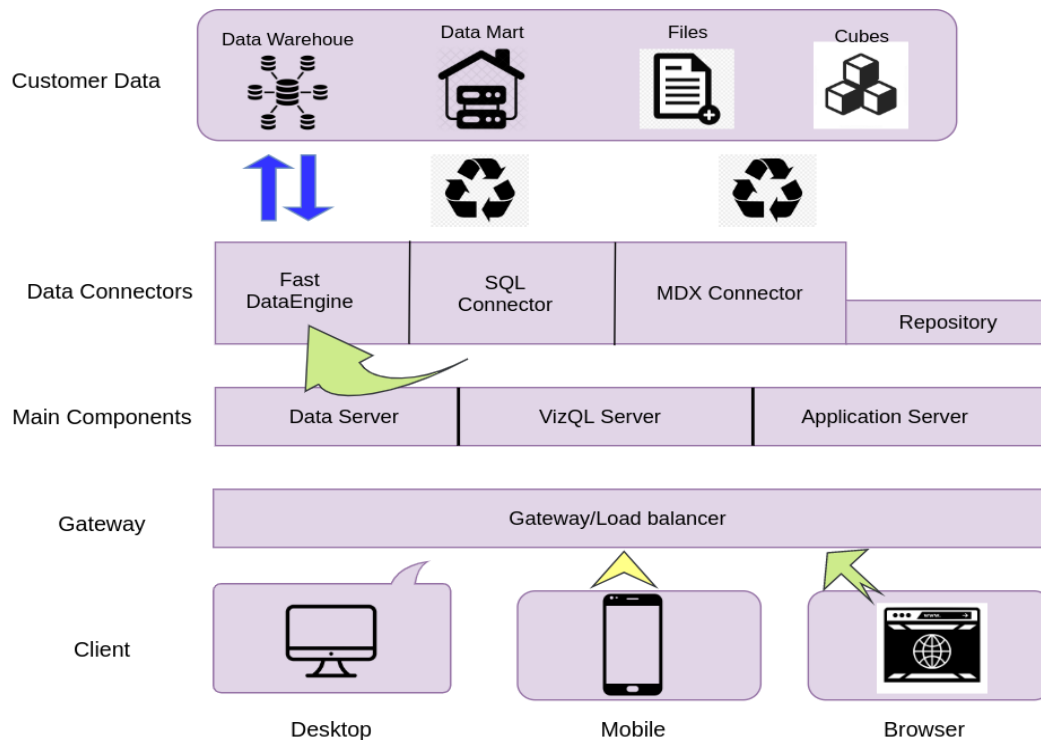 Data Warehoue
Data Mart
Files
Cubes
Customer Data
Data Connectors
Fast
DataEngine
SQL
Connector
MDX Connector
Repository
Main Components
Data Server
VizQL Server
Application Server
Gateway
Gateway/Load balancer
Client
www.
Desktop
Mobile
Browser